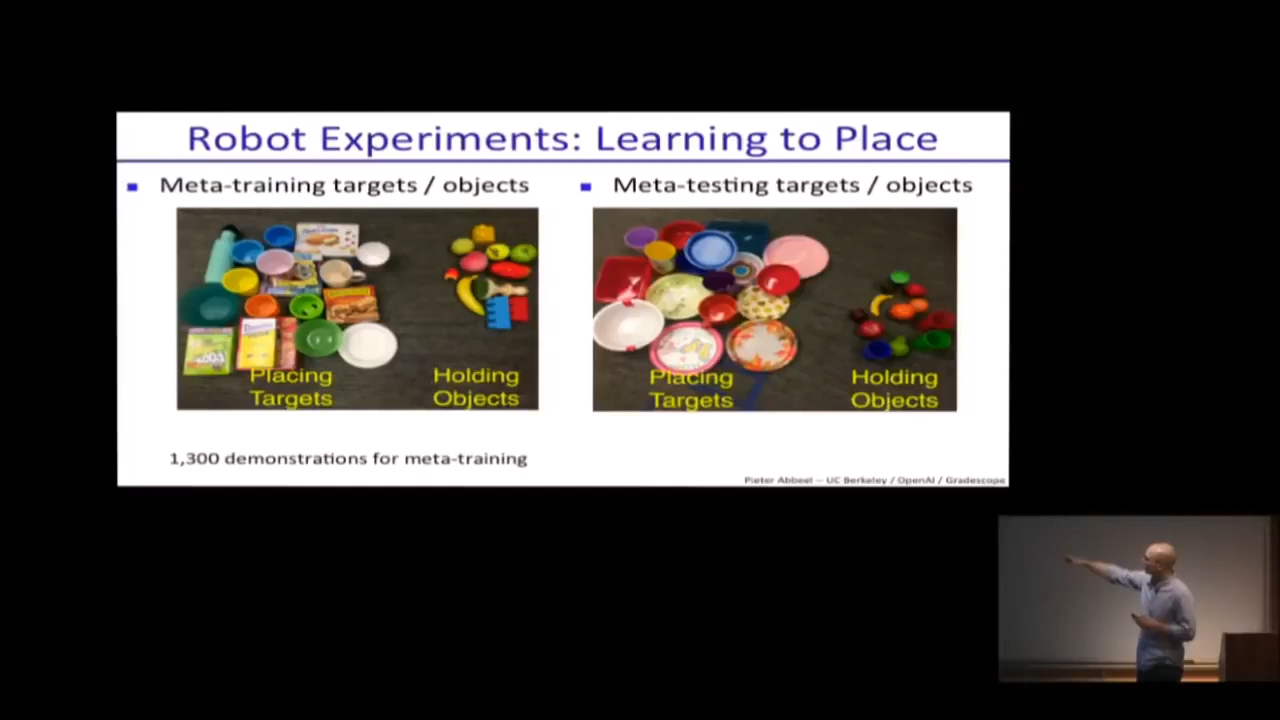 Robot Experiments: Learning to Place
Meta-training targets / objects
Meta-testing targets / objects
Placing
Targets
Holding
Objects
Placing
Targets
Holding
Objects
1,300 demonstrations for meta-training
Pieter Abbeel -- UC Berkeley / OpenAI / Gradescope